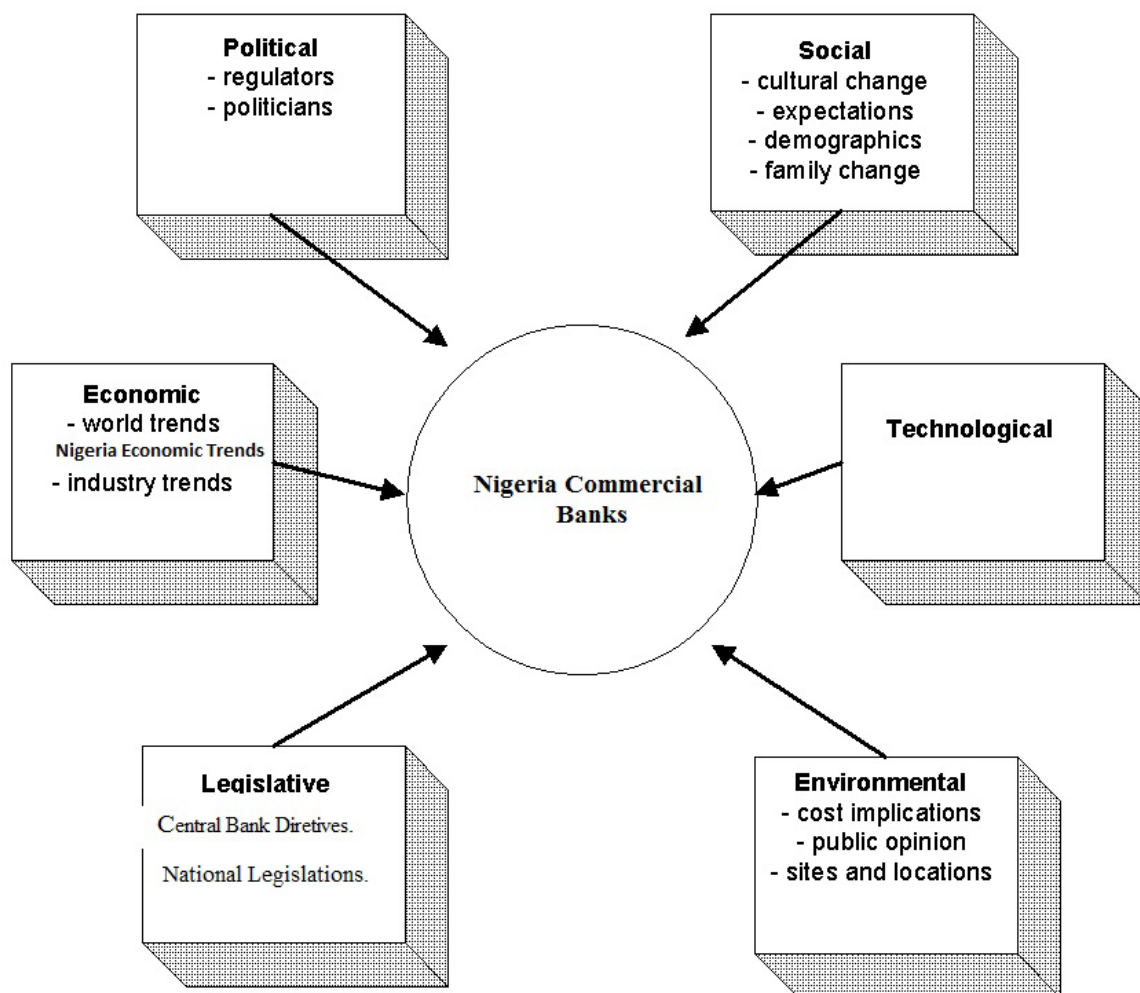 Political
- regulators
- politicians
Social
- cultural change
- expectations
- demographics
- family change
Economic
- world trends
Nigeria Economic Trends
- industry trends
Nigeria Commercial
Banks
Technological
Legislative
Central Bank Diretives.
National Legislations.
Environmental
- cost implications
- public opinion
- sites and locations